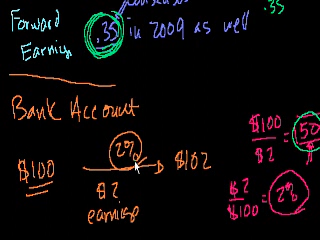 .35
Forward
Earnings
.35 in 2009 as well
Bank Account
$100 2% $102
$2
earnings
$100
$2 = 50
$2
$100 = 2%